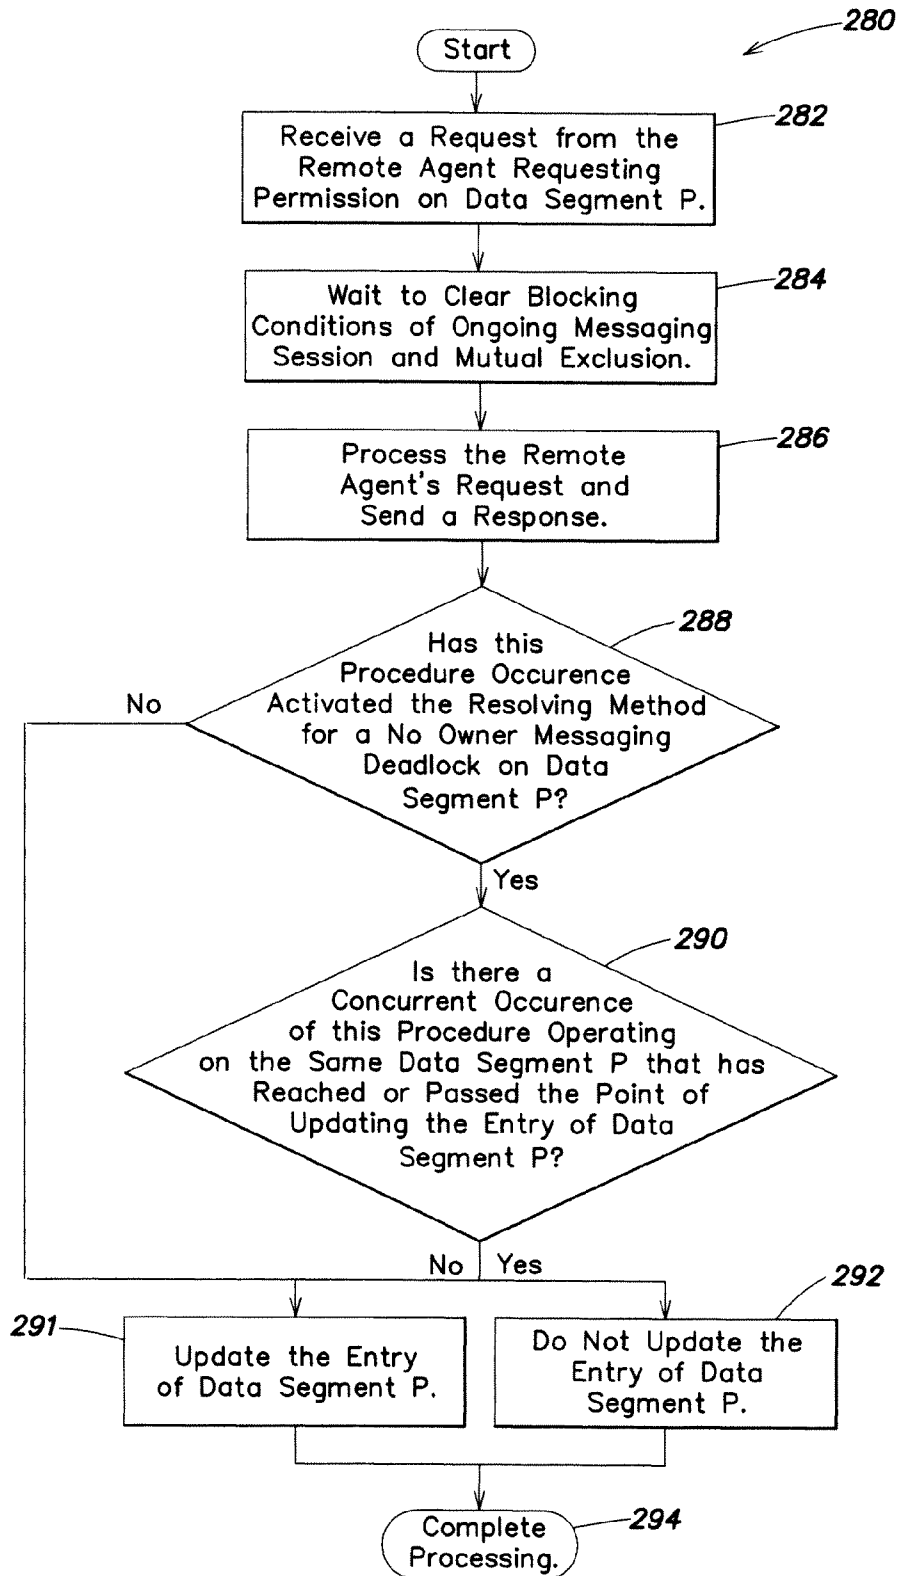 280
Start
282
Receive a Request from the
Remote Agent Requesting
Permission on Data Segment P.
284
Wait to Clear Blocking
Conditions of Ongoing Messaging
Session and Mutual Exclusion.
286
Process the Remote
Agent's Request and
Send a Response.
288
Has this
Procedure Occurence
Activated the Resolving Method
for a No Owner Messaging
Deadlock on Data
Segment P?
No
Yes
290
Is there a
Concurrent Occurence
of this Procedure Operating
on the Same Data Segment P that has
Reached or Passed the Point of
Updating the Entry of Data
Segment P?
No
Yes
291
Update the Entry
of Data Segment P.
292
Do Not Update the
Entry of Data
Segment P.
294
Complete
Processing.